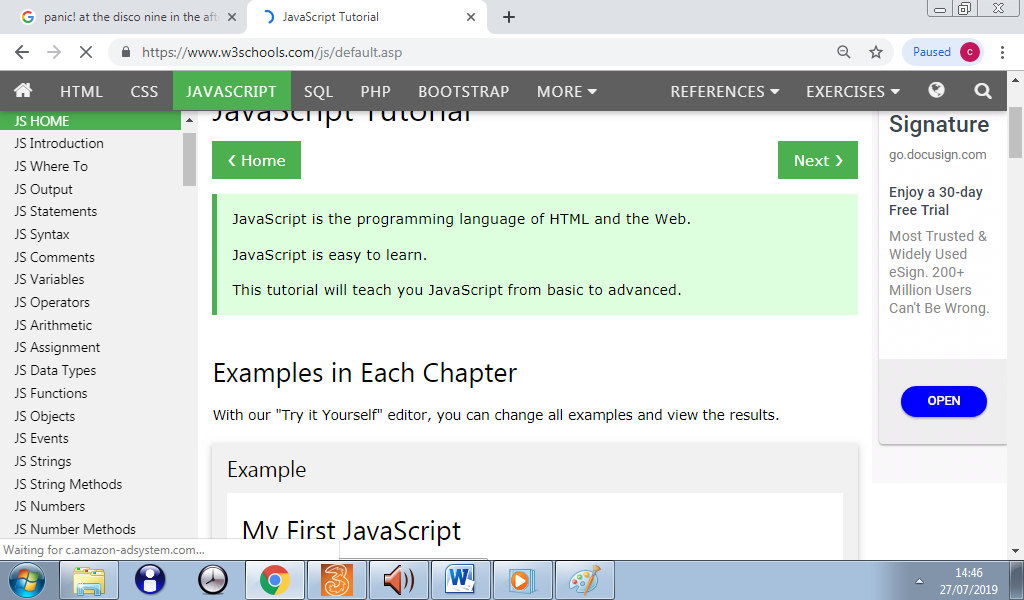 panic! at the disco nine in the aft
JavaScript Tutorial
https://www.w3schools.com/js/default.asp
Paused
c
HTML
CSS
JAVASCRIPT
SQL
PHP
BOOTSTRAP
MORE
REFERENCES
EXERCISES
JS HOME
JS Introduction
JS Where To
JS Output
JS Statements
JS Syntax
JS Comments
JS Variables
JS Operators
JS Arithmetic
JS Assignment
JS Data Types
JS Functions
JS Objects
JS Events
JS Strings
JS String Methods
JS Numbers
JS Number Methods
JavaScript Tutorial
❮ Home
Next ❯
JavaScript is the programming language of HTML and the Web.
JavaScript is easy to learn.
This tutorial will teach you JavaScript from basic to advanced.
Examples in Each Chapter
With our "Try it Yourself" editor, you can change all examples and view the results.
Example
My First JavaScript
Signature
go.docusign.com
Enjoy a 30-day
Free Trial
Most Trusted &
Widely Used
eSign. 200+
Million Users
Can't Be Wrong.
OPEN
Waiting for c.amazon-adsystem.com...
14:46
27/07/2019